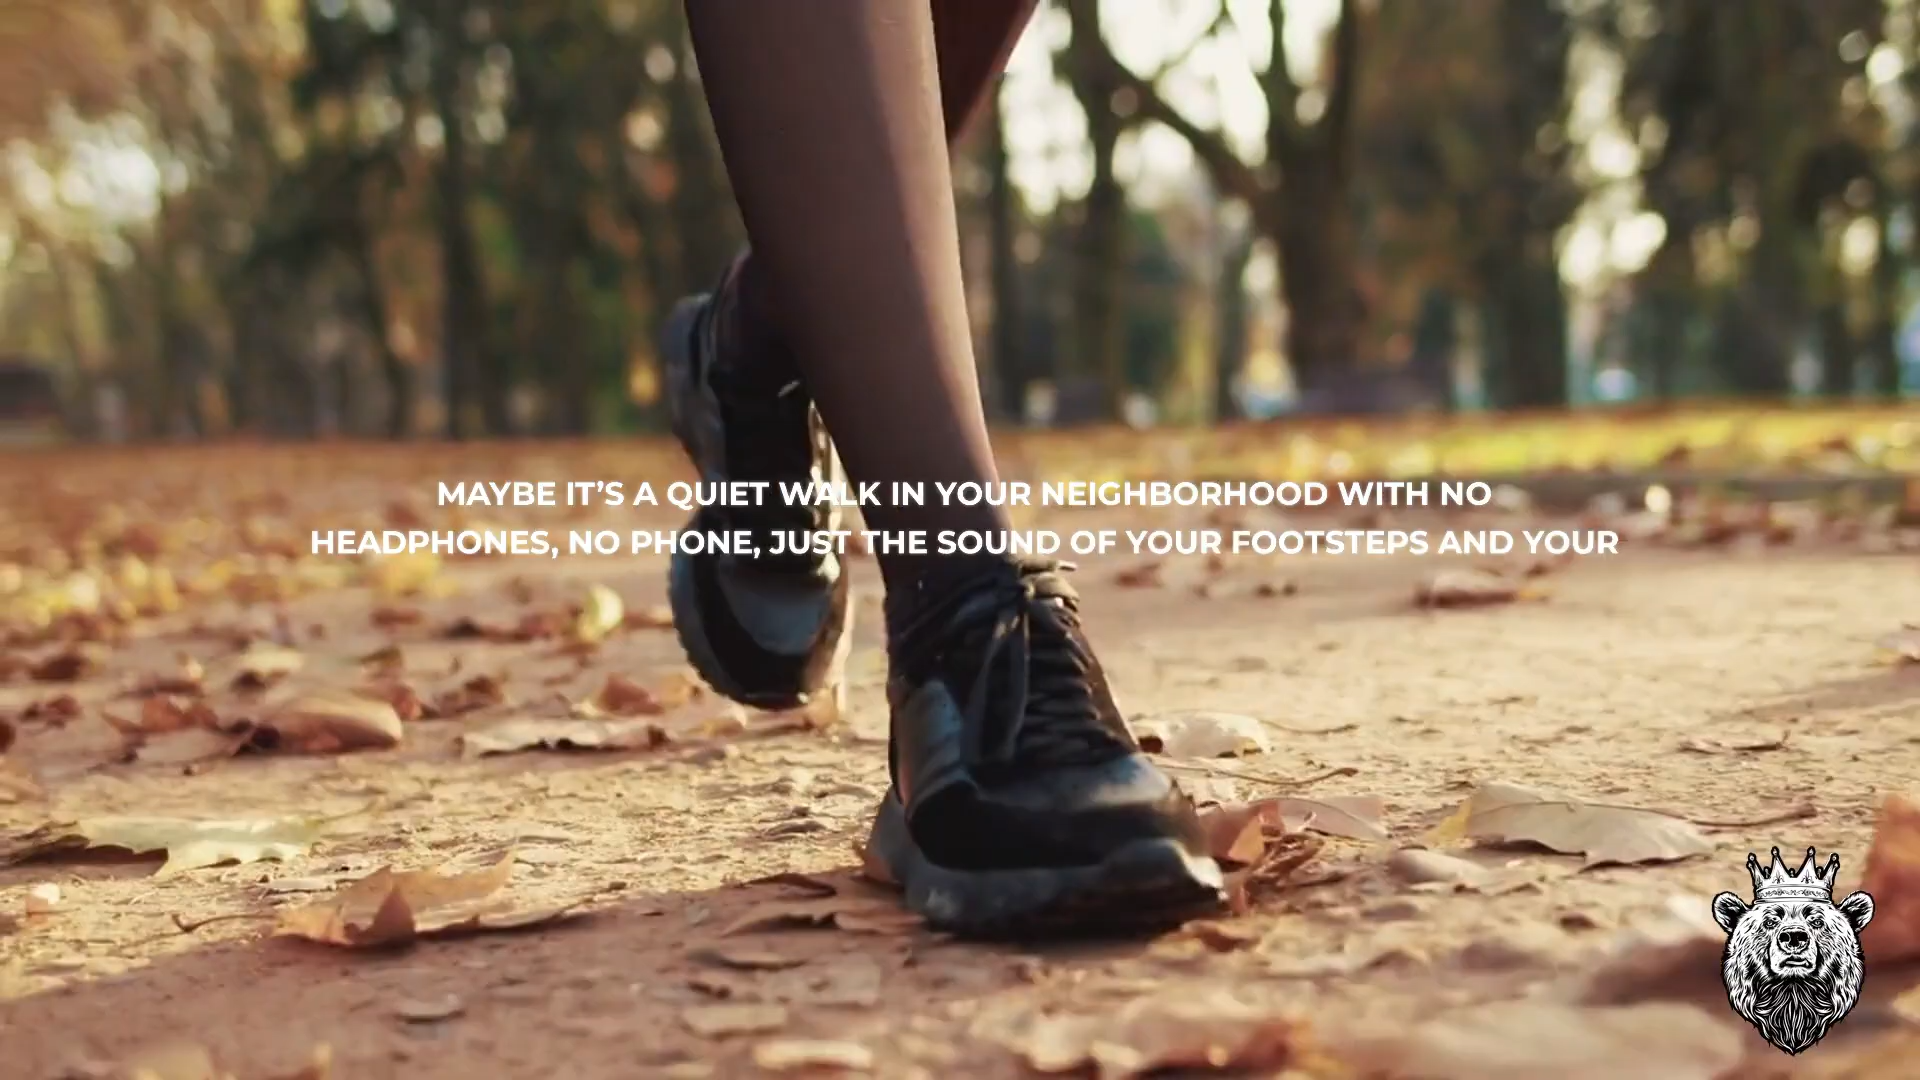 MAYBE IT’S A QUIET WALK IN YOUR NEIGHBORHOOD WITH NO
HEADPHONES, NO PHONE, JUST THE SOUND OF YOUR FOOTSTEPS AND YOUR